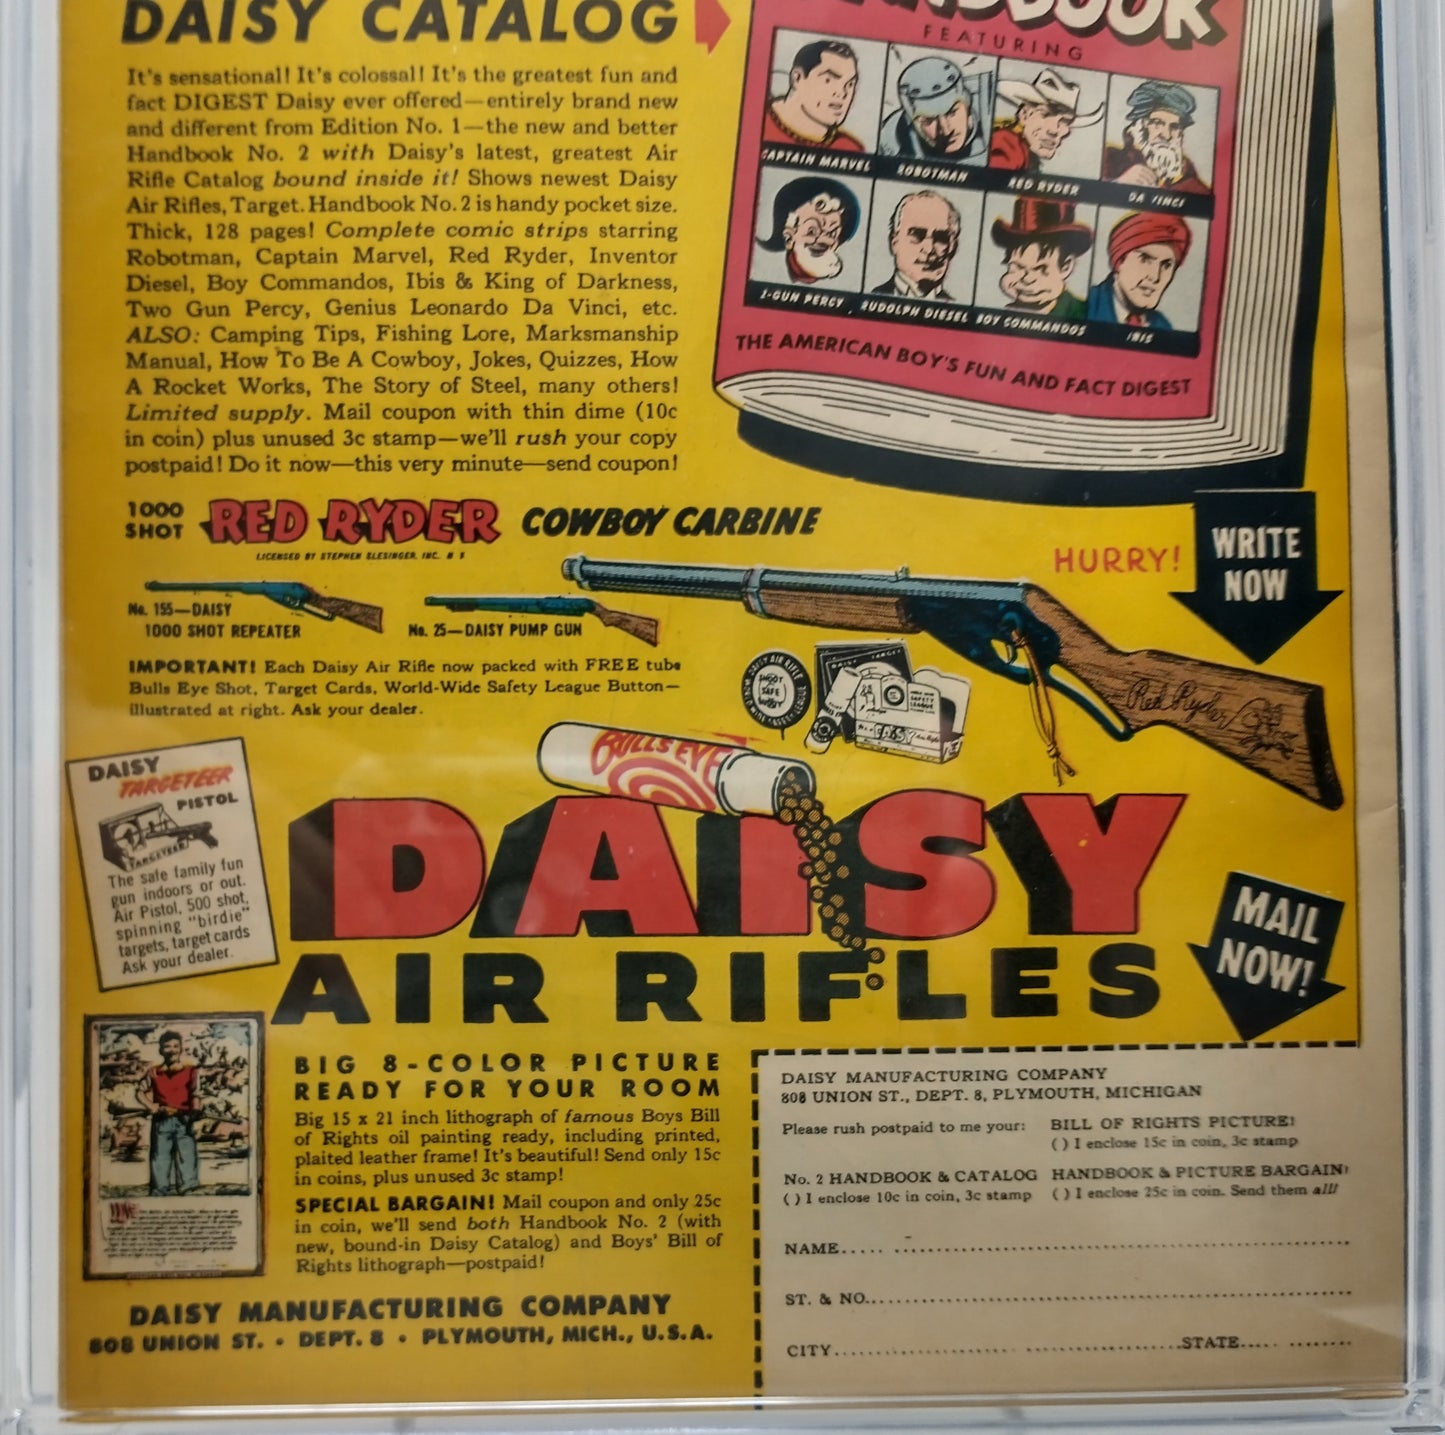 DAISY CATALOG
It's sensational! It's colossal! It's the greatest fun and
fact DIGEST Daisy ever offered—entirely brand new
and different from Edition No. 1—the new and better
Handbook No. 2 with Daisy's latest, greatest Air
Rifle Catalog bound inside it! Shows newest Daisy
Air Rifles, Target. Handbook No. 2 is handy pocket size.
Thick, 128 pages! Complete comic strips starring
Robotman, Captain Marvel, Red Ryder, Inventor
Diesel, Boy Commandos, Ibis & King of Darkness,
Two Gun Percy, Genius Leonardo Da Vinci, etc.
ALSO: Camping Tips, Fishing Lore, Marksmanship
Manual, How To Be A Cowboy, Jokes, Quizzes, How
A Rocket Works, The Story of Steel, many others!
Limited supply. Mail coupon with thin dime (10c
in coin) plus unused 3c stamp—we'll rush your copy
postpaid! Do it now—this very minute—send coupon!
HANDBOOK
FEATURING
CAPTAIN MARVEL
ROBOTMAN
RED RYDER
DA VINCI
2-GUN PERCY
RUDOLPH DIESEL
BOY COMMANDOS
IBIS
THE AMERICAN BOY'S FUN AND FACT DIGEST
1000 SHOT RED RYDER COWBOY CARBINE
LICENSED BY STEPHEN SLESINGER, INC.
HURRY!
WRITE
NOW
No. 155—DAISY
1000 SHOT REPEATER
No. 25—DAISY PUMP GUN
IMPORTANT! Each Daisy Air Rifle now packed with FREE tube
Bulls Eye Shot, Target Cards, World-Wide Safety League Button—
illustrated at right. Ask your dealer.
Red Ryder
SHOOT
SAFE
BUDDY
BULLS EYE
DAISY
TARGETEER
PISTOL
TARGETEER
The safe family fun
gun indoors or out.
Air Pistol, 500 shot,
spinning "birdie"
targets, target cards
Ask your dealer.
DAISY
AIR RIFLES
MAIL
NOW!
BIG 8-COLOR PICTURE
READY FOR YOUR ROOM
Big 15 x 21 inch lithograph of famous Boys Bill
of Rights oil painting ready, including printed,
plaited leather frame! It's beautiful! Send only 15c
in coins, plus unused 3c stamp!
SPECIAL BARGAIN! Mail coupon and only 25c
in coin, we'll send both Handbook No. 2 (with
new, bound-in Daisy Catalog) and Boys' Bill of
Rights lithograph—postpaid!
DAISY MANUFACTURING COMPANY
808 UNION ST. • DEPT. 8 • PLYMOUTH, MICH., U.S.A.
DAISY MANUFACTURING COMPANY
808 UNION ST., DEPT. 8, PLYMOUTH, MICHIGAN
Please rush postpaid to me your:
BILL OF RIGHTS PICTURE!
( ) I enclose 15c in coin, 3c stamp
No. 2 HANDBOOK & CATALOG
( ) I enclose 10c in coin, 3c stamp
HANDBOOK & PICTURE BARGAIN!
( ) I enclose 25c in coin. Send them all!
NAME
ST. & NO.
CITY STATE